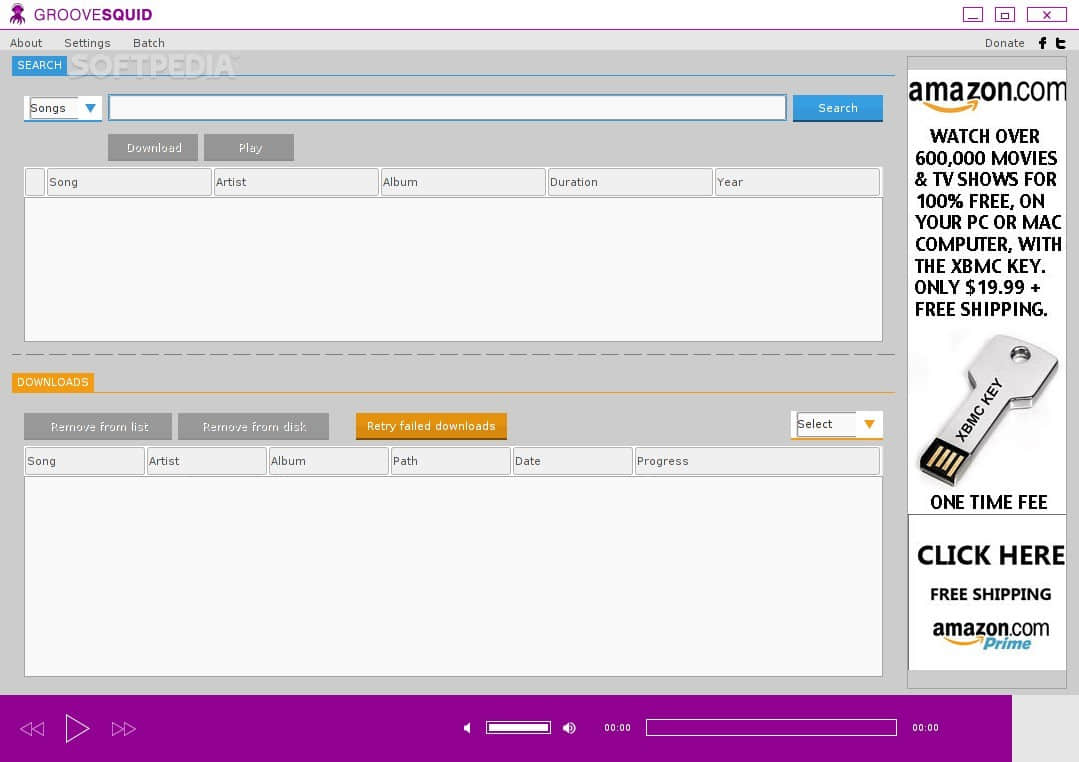 GROOVESQUID
About Settings Batch Donate
SEARCH SOFTPEDIA
Songs Search
Download Play
Song Artist Album Duration Year
DOWNLOADS
Remove from list Remove from disk Retry failed downloads Select
Song Artist Album Path Date Progress
00:00 00:00
amazon.com
WATCH OVER
600,000 MOVIES
& TV SHOWS FOR
100% FREE, ON
YOUR PC OR MAC
COMPUTER, WITH
THE XBMC KEY.
ONLY $19.99 +
FREE SHIPPING.
XBMC KEY
ONE TIME FEE
CLICK HERE
FREE SHIPPING
amazon.com
Prime